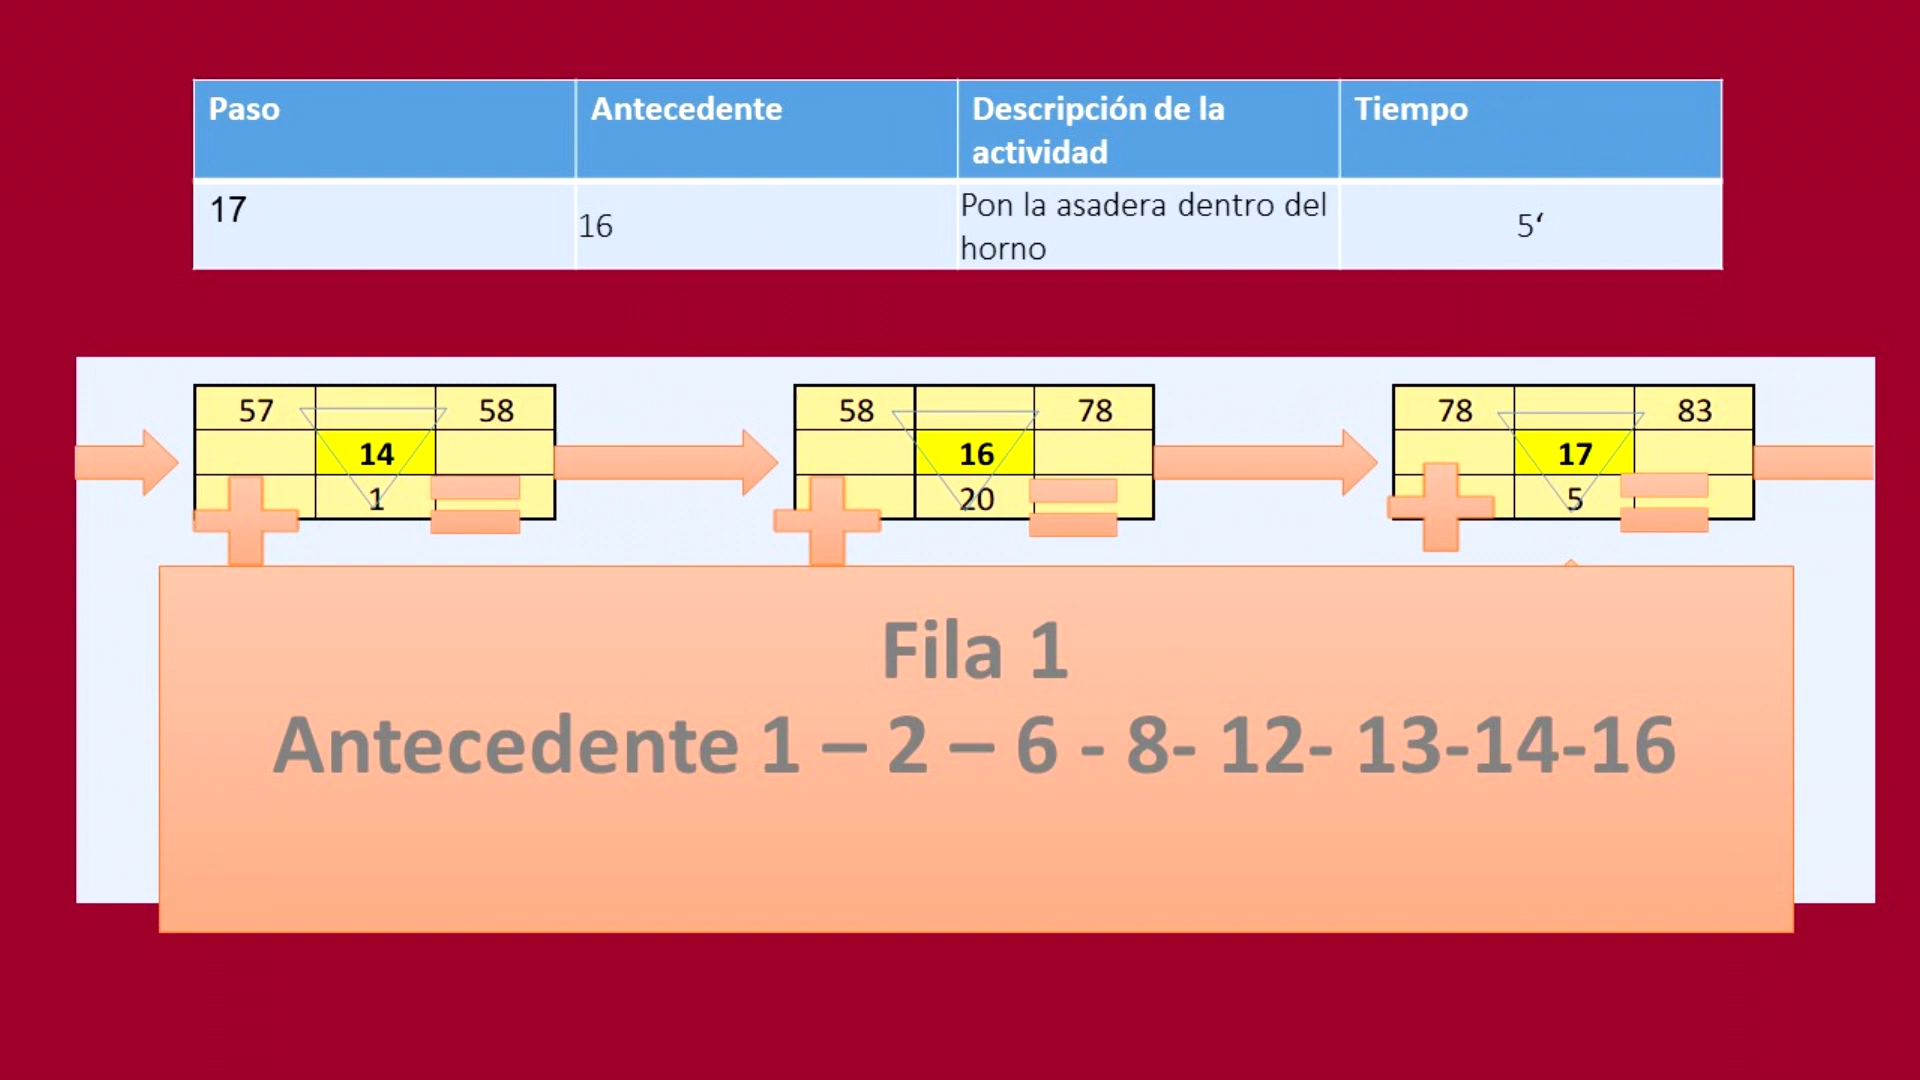 Paso Antecedente Descripción de la Tiempo
actividad
17 16 Pon la asadera dentro del 5‘
horno
57 58 58 78 78 83
14 16 17
1 20 5
Fila 1
Antecedente 1 – 2 – 6 - 8- 12- 13-14-16